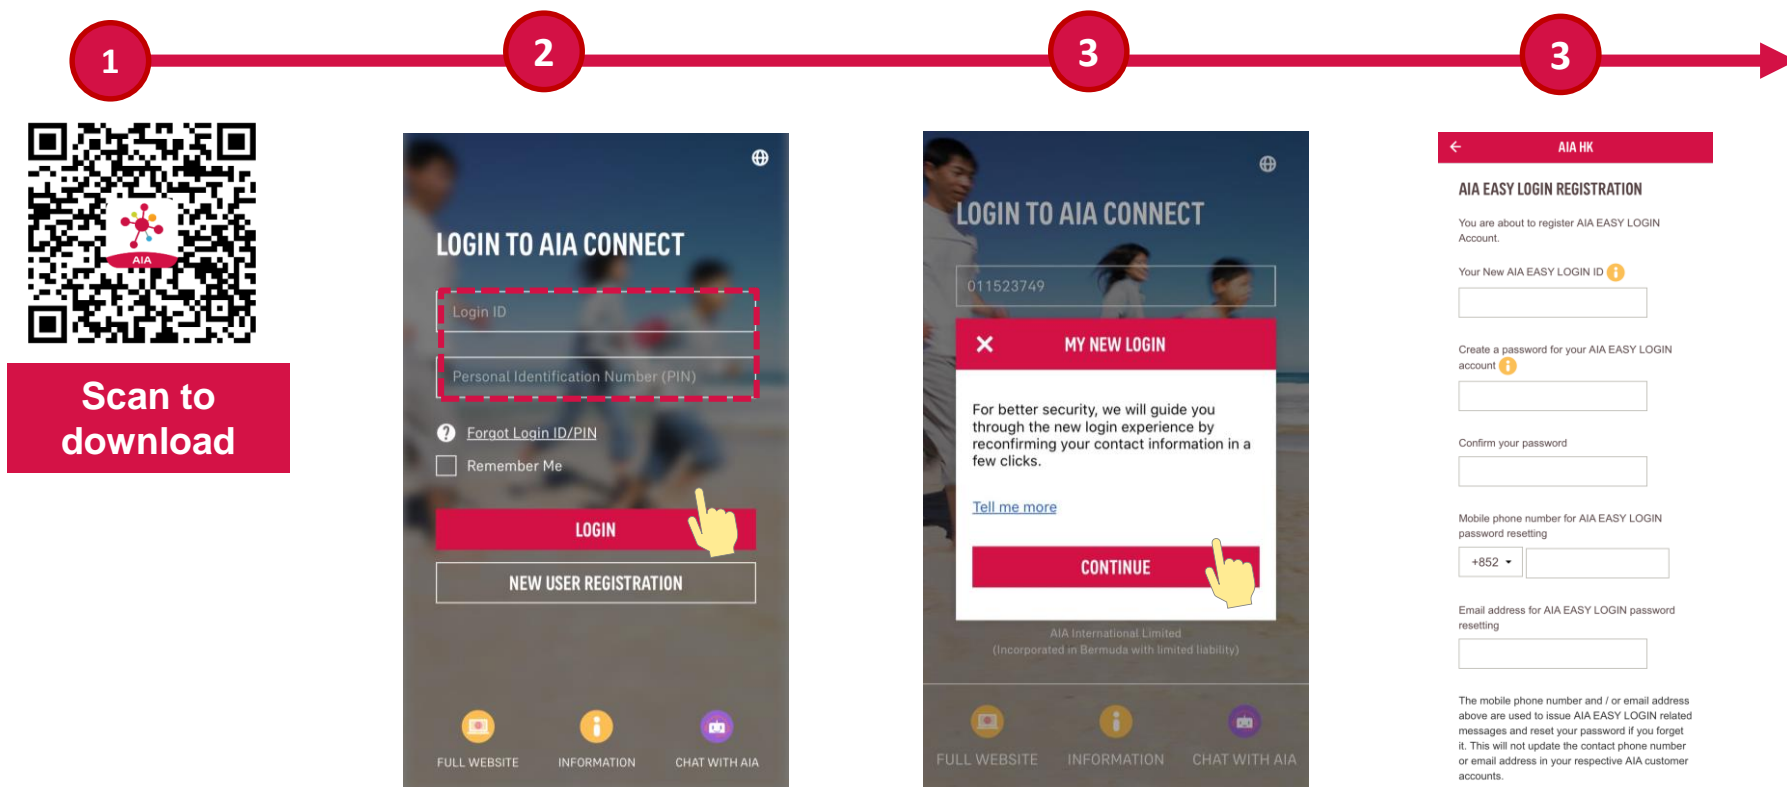 1
2
3
3
AIA
Scan to
download
LOGIN TO AIA CONNECT
Login ID
Personal Identification Number (PIN)
? Forgot Login ID/PIN
Remember Me
LOGIN
NEW USER REGISTRATION
FULL WEBSITE
INFORMATION
CHAT WITH AIA
LOGIN TO AIA CONNECT
011523749
MY NEW LOGIN
For better security, we will guide you
through the new login experience by
reconfirming your contact information in a
few clicks.
Tell me more
CONTINUE
AIA International Limited
(Incorporated in Bermuda with limited liability)
FULL WEBSITE
INFORMATION
CHAT WITH AIA
AIA HK
AIA EASY LOGIN REGISTRATION
You are about to register AIA EASY LOGIN
Account.
Your New AIA EASY LOGIN ID
Create a password for your AIA EASY LOGIN
account
Confirm your password
Mobile phone number for AIA EASY LOGIN
password resetting
+852
Email address for AIA EASY LOGIN password
resetting
The mobile phone number and / or email address
above are used to issue AIA EASY LOGIN related
messages and reset your password if you forget
it. This will not update the contact phone number
or email address in your respective AIA customer
accounts.